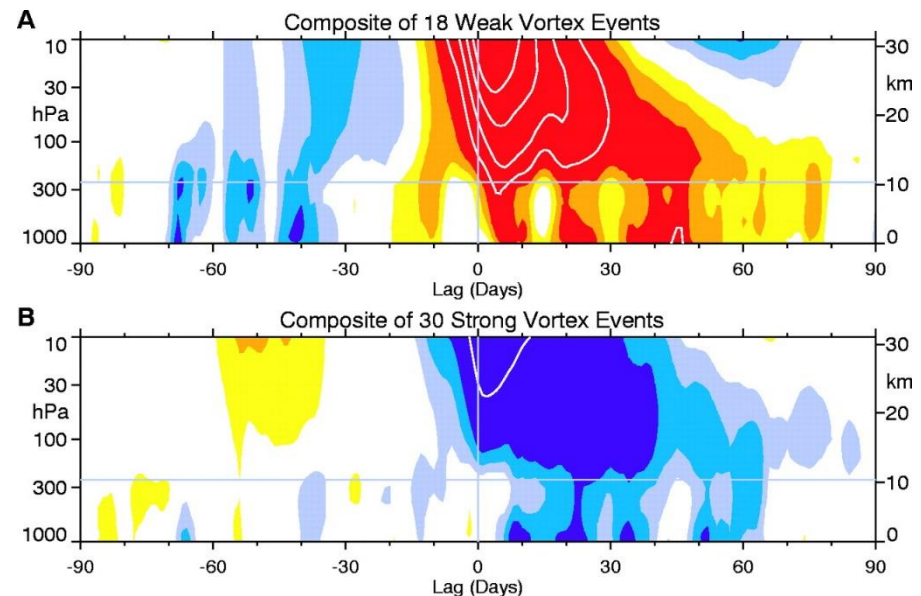 A
Composite of 18 Weak Vortex Events
10
30
hPa
100
300
1000
30
km
20
10
0
-90 -60 -30 0 30 60 90
Lag (Days)
B
Composite of 30 Strong Vortex Events
10
30
hPa
100
300
1000
30
km
20
10
0
-90 -60 -30 0 30 60 90
Lag (Days)